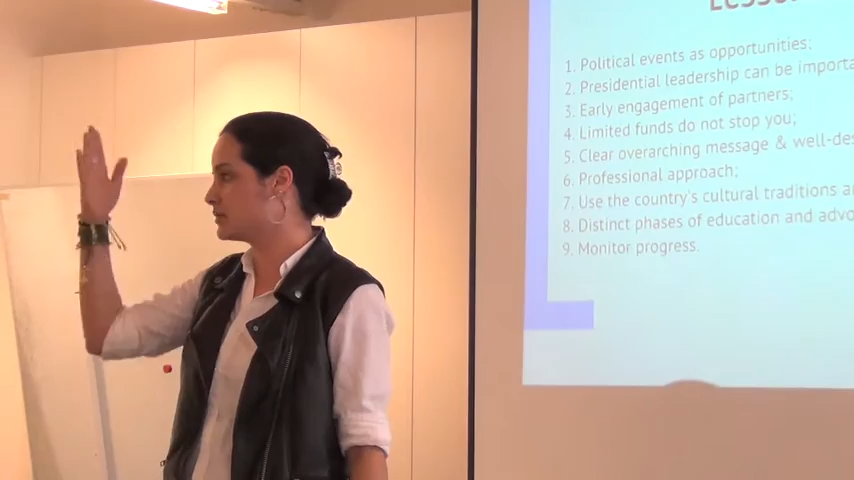 1. Political events as opportunities;
2. Presidential leadership can be
3. Early engagement of partners;
4. Limited funds do not stop you;
5. Clear overarching message &
6. Professional approach;
7. Use the country's cultural traditions
8. Distinct phases of education and
9. Monitor progress